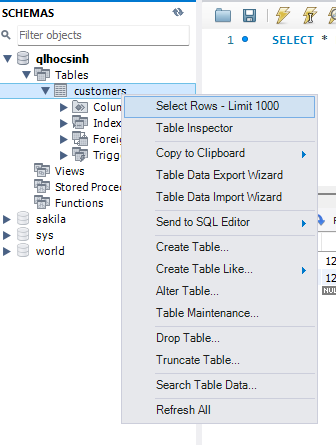 SCHEMAS
Filter objects
qlhocsinh
Tables
customers
Colu
Index
Foreig
Trigg
Views
Stored Proce
Functions
sakila
sys
world
1
SELECT *
Select Rows - Limit 1000
Table Inspector
Copy to Clipboard
Table Data Export Wizard
Table Data Import Wizard
Send to SQL Editor
Create Table...
Create Table Like...
Alter Table...
Table Maintenance...
Drop Table...
Truncate Table...
Search Table Data...
Refresh All
12
12
NUL